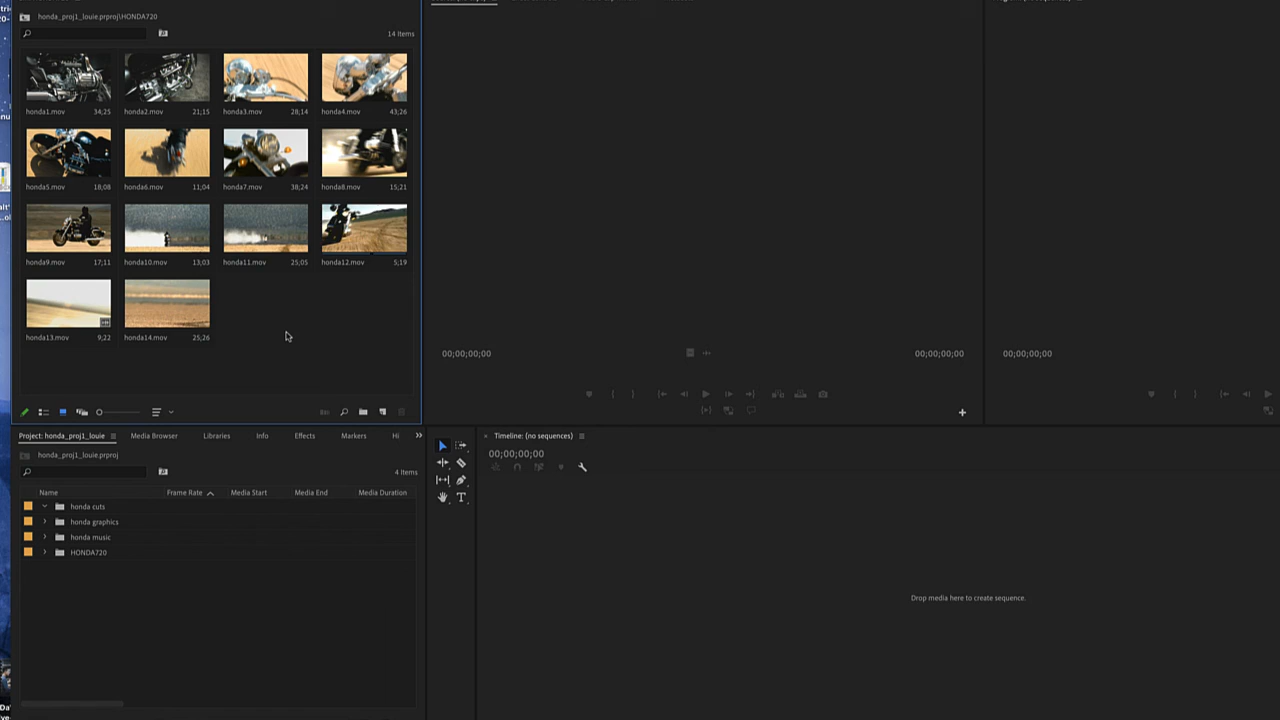 honda_proj1_louie.prproj\HONDA720
14 Items
honda1.mov 34;25
honda2.mov 21;15
honda3.mov 28;14
honda4.mov 43;26
honda5.mov 18;08
honda6.mov 11;04
honda7.mov 38;24
honda8.mov 15;21
honda9.mov 17;11
honda10.mov 13;03
honda11.mov 25;05
honda12.mov 5;19
honda13.mov 9;22
honda14.mov 25;26
00;00;00;00
00;00;00;00
00;00;00;00
Project: honda_proj1_louie
Media Browser
Libraries
Info
Effects
Markers
Hi
honda_proj1_louie.prproj
4 Items
Name Frame Rate Media Start Media End Media Duration
honda cuts
honda graphics
honda music
HONDA720
T
Timeline: (no sequences)
00;00;00;00
Drop media here to create sequence.